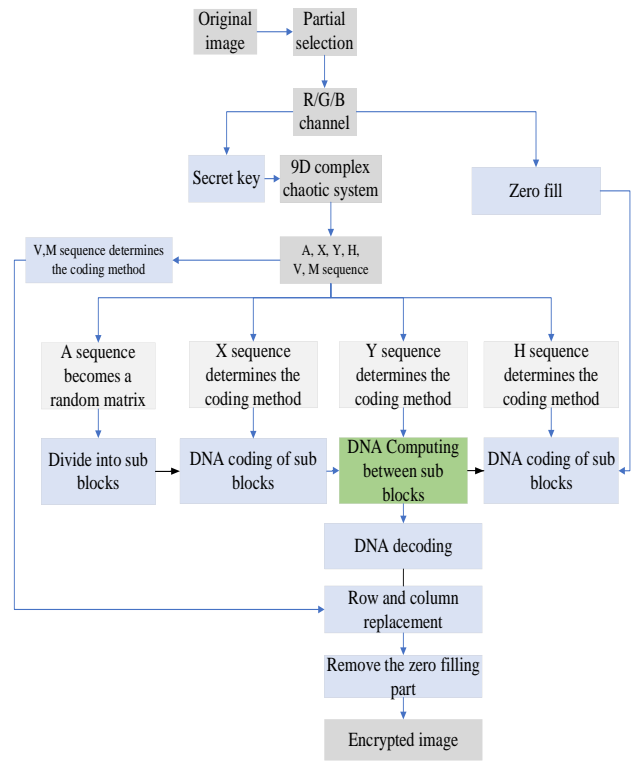 Original
image
Partial
selection
R/G/B
channel
Secret key
9D complex
chaotic system
Zero fill
V,M sequence determines
the coding method
A, X, Y, H,
V, M sequence
A sequence
becomes a
random matrix
X sequence
determines the
coding method
Y sequence
determines the
coding method
H sequence
determines the
coding method
Divide into sub
blocks
DNA coding of sub
blocks
DNA Computing
between sub
blocks
DNA coding of sub
blocks
DNA decoding
Row and column
replacement
Remove the zero filling
part
Encrypted image